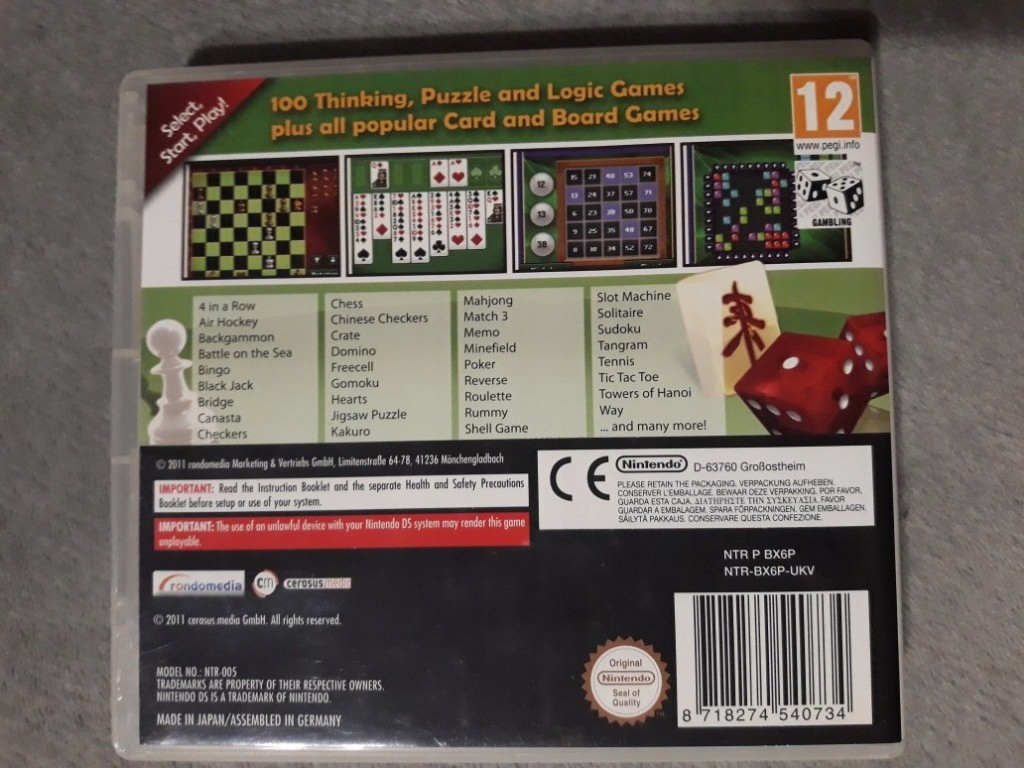 Select,
Start, Play!
100 Thinking, Puzzle and Logic Games
plus all popular Card and Board Games
12
www.pegi.info
GAMBLING
12
13
38
4 in a Row
Air Hockey
Backgammon
Battle on the Sea
Bingo
Black Jack
Bridge
Canasta
Checkers
Chess
Chinese Checkers
Crate
Domino
Freecell
Gomoku
Hearts
Jigsaw Puzzle
Kakuro
Mahjong
Match 3
Memo
Minefield
Poker
Reverse
Roulette
Rummy
Shell Game
Slot Machine
Solitaire
Sudoku
Tangram
Tennis
Tic Tac Toe
Towers of Hanoi
Way
... and many more!
© 2011 rondomedia Marketing & Vertriebs GmbH, Limitenstraße 64-78, 41236 Mönchengladbach
IMPORTANT: Read the Instruction Booklet and the separate Health and Safety Precautions
Booklet before setup or use of your system.
IMPORTANT: The use of an unlawful device with your Nintendo DS system may render this game
unplayable.
CE Nintendo D-63760 Großostheim
PLEASE RETAIN THE PACKAGING. VERPACKUNG AUFHEBEN.
CONSERVER L'EMBALLAGE. BEWAAR DEZE VERPAKKING. POR FAVOR,
GUARDA ESTA CAJA. ΔΙΑΤΗΡΗΣΤΕ ΤΗΝ ΣΥΣΚΕΥΑΣΙΑ. FAVOR
GUARDAR A EMBALAGEM. SPARA FÖRPACKNINGEN. GEM EMBALLAGEN.
SÄILYTÄ PAKKAUS. CONSERVARE QUESTA CONFEZIONE.
NTR P BX6P
NTR-BX6P-UKV
rondomedia cm cerasus.media
© 2011 cerasus.media GmbH. All rights reserved.
MODEL NO.: NTR-005
TRADEMARKS ARE PROPERTY OF THEIR RESPECTIVE OWNERS.
NINTENDO DS IS A TRADEMARK OF NINTENDO.
MADE IN JAPAN/ASSEMBLED IN GERMANY
Original
Nintendo
Seal of
Quality
8 718274 540734